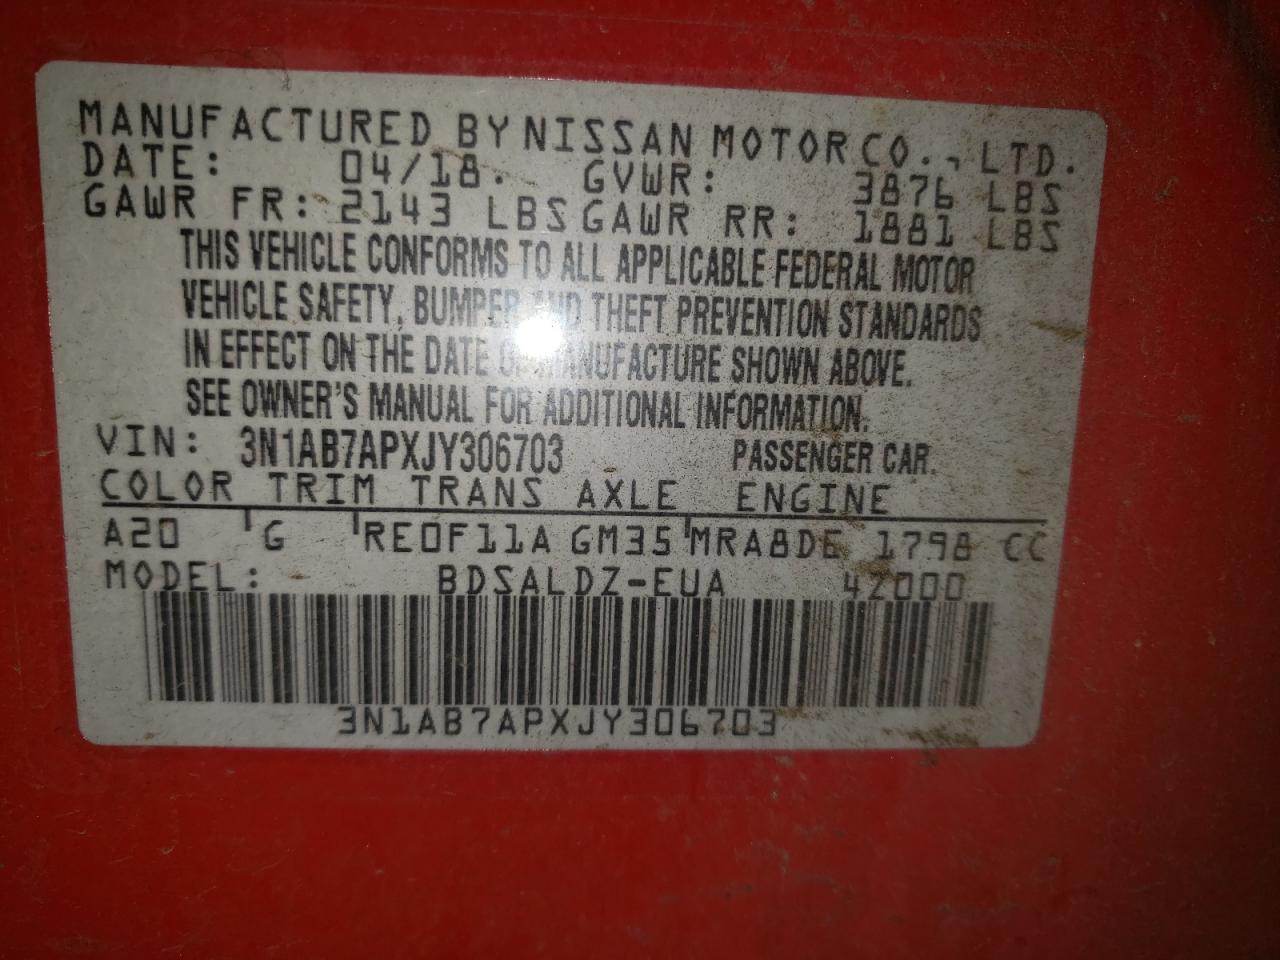 MANUFACTURED BY NISSAN MOTOR CO., LTD.
DATE: 04/18. GVWR: 3876 LBS
GAWR FR: 2143 LBS GAWR RR: 1881 LBS
THIS VEHICLE CONFORMS TO ALL APPLICABLE FEDERAL MOTOR
VEHICLE SAFETY, BUMPER AND THEFT PREVENTION STANDARDS
IN EFFECT ON THE DATE OF MANUFACTURE SHOWN ABOVE.
SEE OWNER'S MANUAL FOR ADDITIONAL INFORMATION.
VIN: 3N1AB7APXJY306703 PASSENGER CAR.
COLOR TRIM TRANS AXLE ENGINE
A20 G RE0F11A GM35 MRA8DE 1798 CC
MODEL: BDSALDZ-EUA 42000
3N1AB7APXJY306703